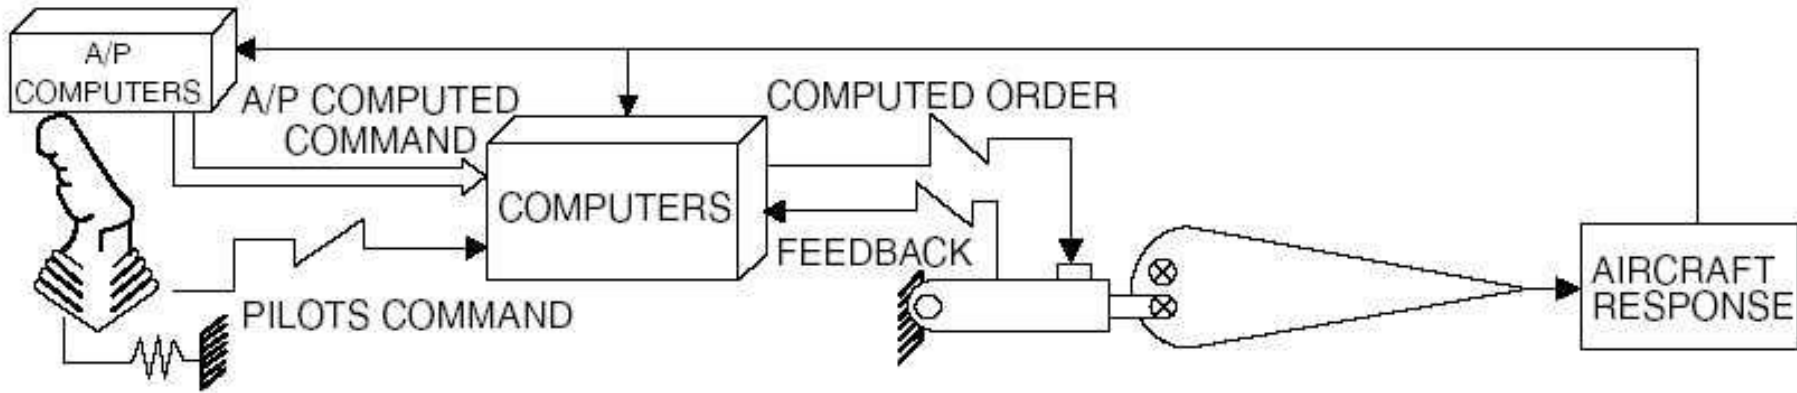 A/P
COMPUTERS
A/P COMPUTED
COMMAND
COMPUTED ORDER
COMPUTERS
FEEDBACK
PILOTS COMMAND
AIRCRAFT
RESPONSE